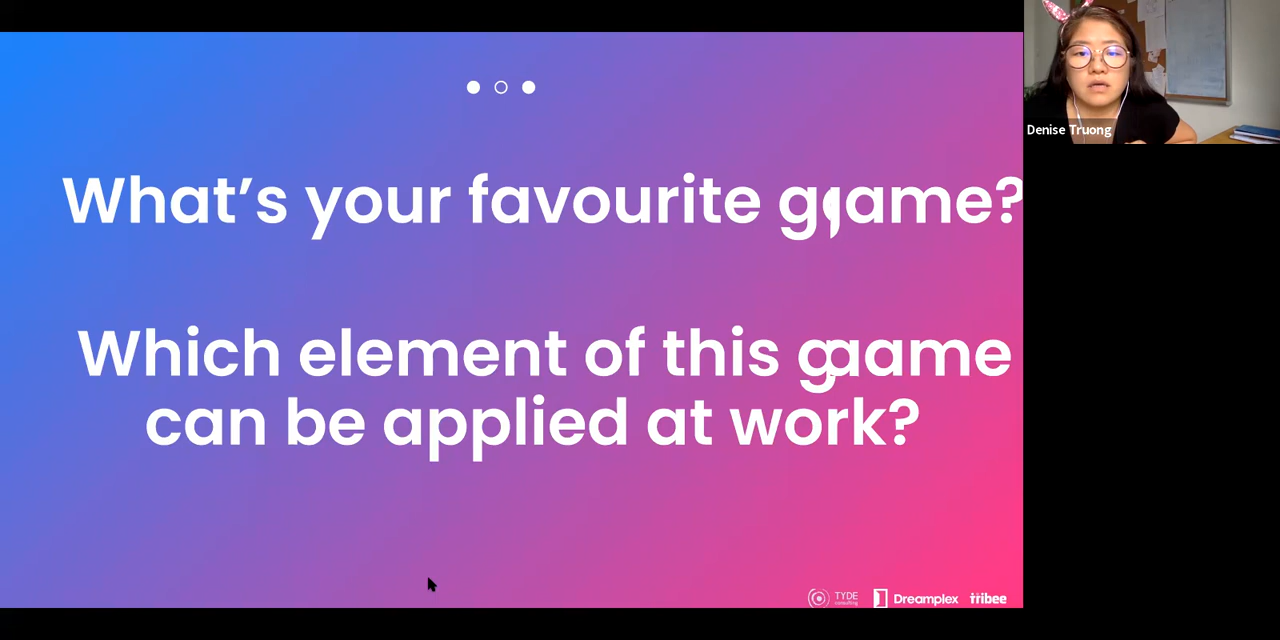 What's your favourite game?
Which element of this game
can be applied at work?
Denise Truong
TYDE
consulting
Dreamplex
tribee